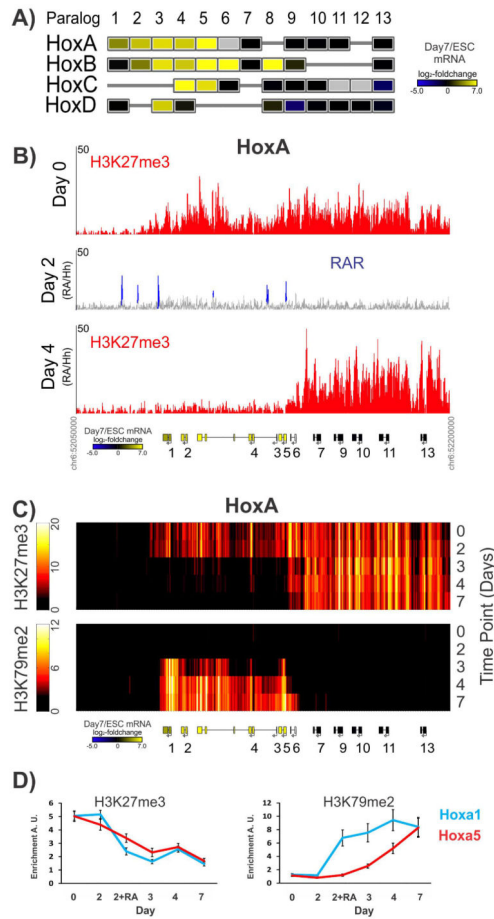 A)
Paralog 1 2 3 4 5 6 7 8 9 10 11 12 13
HoxA
HoxB
HoxC
HoxD
Day7/ESC
mRNA
log2-foldchange
-5.0 7.0
B)
HoxA
Day 0
50
H3K27me3
Day 2
(RA/Hh)
50
RAR
Day 4
(RA/Hh)
50
H3K27me3
Day7/ESC mRNA
log2-foldchange
-5.0 7.0
chr6:52050000
chr6:52200000
1 2 4 3 5 6 7 9 10 11 13
C)
HoxA
H3K27me3
20
10
0
0
2
3
4
7
H3K79me2
12
6
0
0
2
3
4
7
Time Point (Days)
Day7/ESC mRNA
log2-foldchange
-5.0 7.0
1 2 4 3 5 6 7 9 10 11 13
D)
H3K27me3
Enrichment A. U.
6
5
4
3
2
1
0
0 2 2+RA 3 4 7
Day
H3K79me2
Enrichment A. U.
12
10
8
6
4
2
0
0 2 2+RA 3 4 7
Day
Hoxa1
Hoxa5